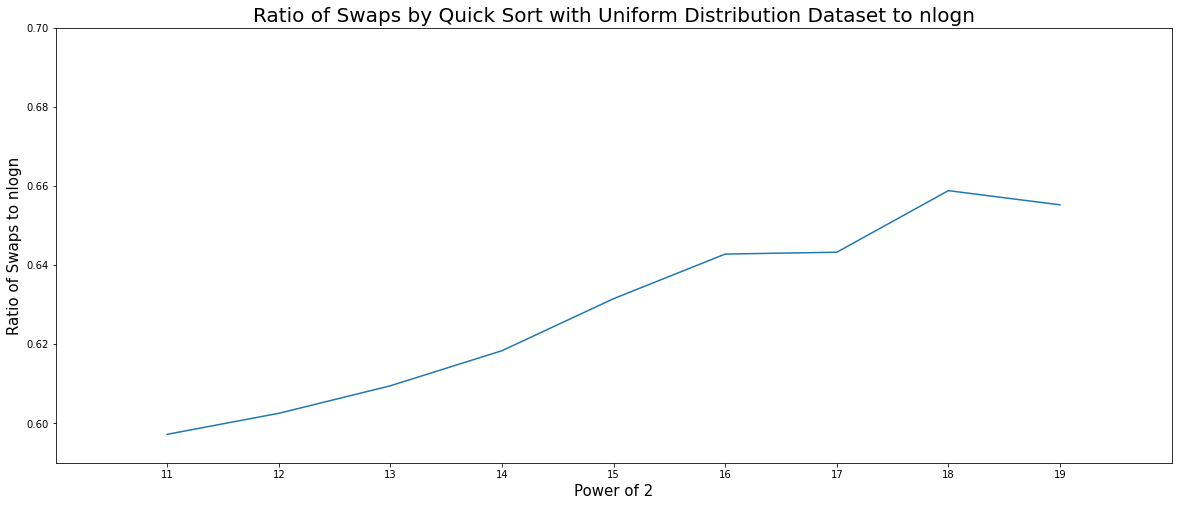 Ratio of Swaps by Quick Sort with Uniform Distribution Dataset to nlogn
Ratio of Swaps to nlogn
0.70
0.68
0.66
0.64
0.62
0.60
11 12 13 14 15 16 17 18 19
Power of 2